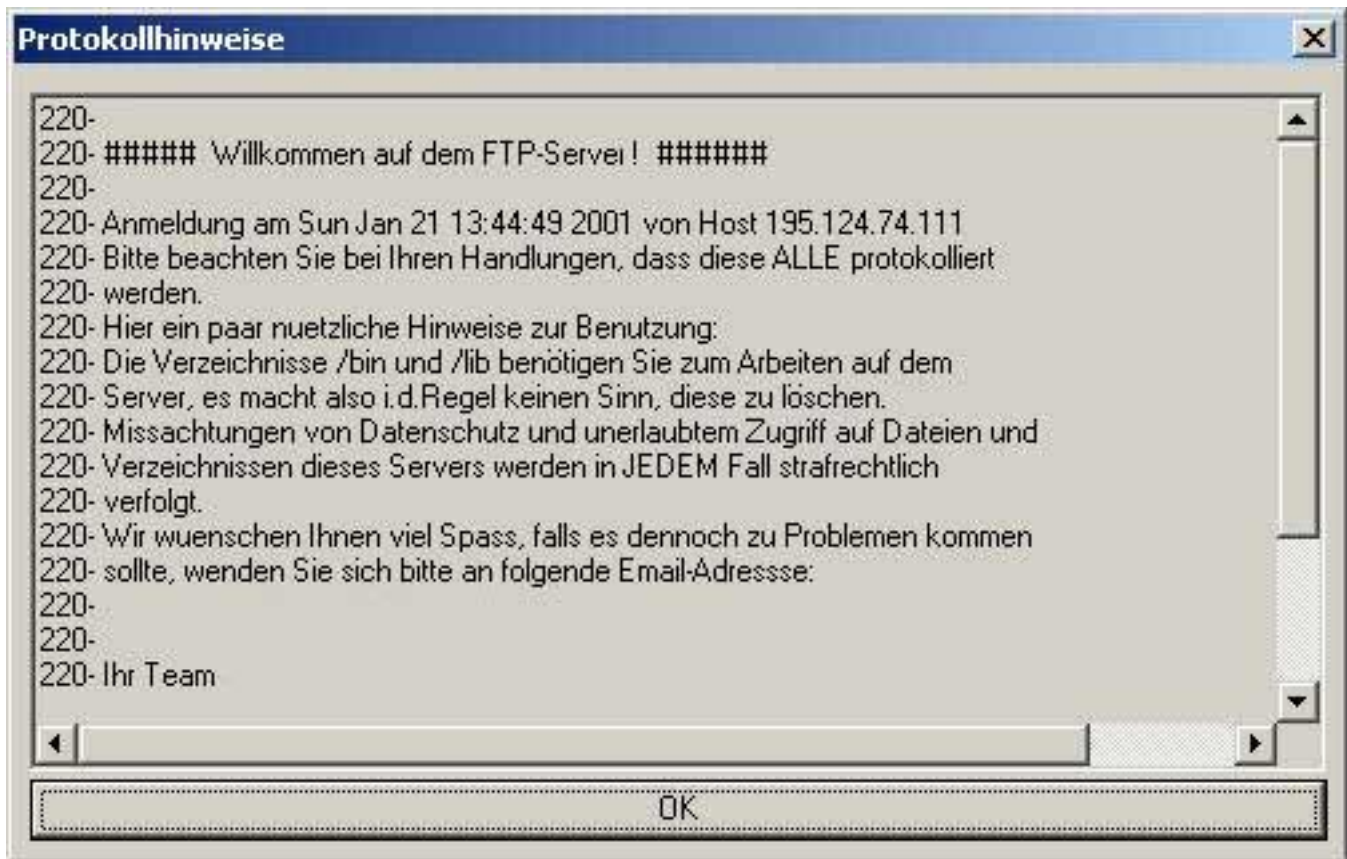 Protokollhinweise
220-
220- ##### Willkommen auf dem FTP-Server! ######
220-
220- Anmeldung am Sun Jan 21 13:44:49 2001 von Host 195.124.74.111
220- Bitte beachten Sie bei Ihren Handlungen, dass diese ALLE protokolliert
220- werden.
220- Hier ein paar nuetzliche Hinweise zur Benutzung:
220- Die Verzeichnisse /bin und /lib benötigen Sie zum Arbeiten auf dem
220- Server, es macht also i.d.Regel keinen Sinn, diese zu löschen.
220- Missachtungen von Datenschutz und unerlaubtem Zugriff auf Dateien und
220- Verzeichnissen dieses Servers werden in JEDEM Fall strafrechtlich
220- verfolgt.
220- Wir wuenschen Ihnen viel Spass, falls es dennoch zu Problemen kommen
220- sollte, wenden Sie sich bitte an folgende Email-Adressse:
220-
220-
220- Ihr Team
OK